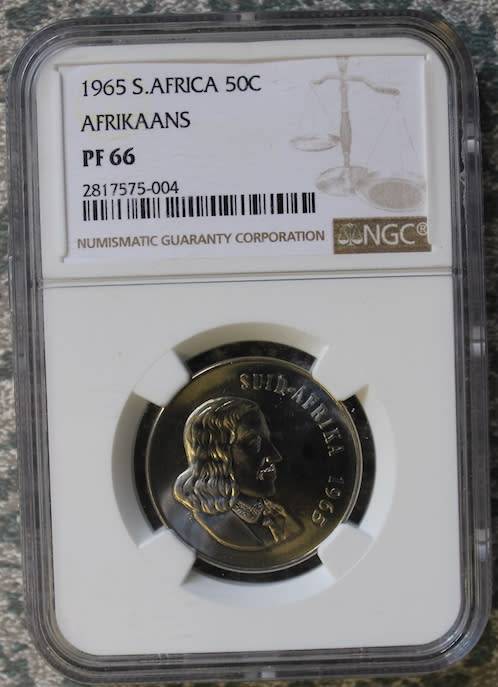 1965 S.AFRICA 50C
AFRIKAANS
PF 66
2817575-004
NUMISMATIC GUARANTY CORPORATION NGC®
SUID-AFRIKA 1965